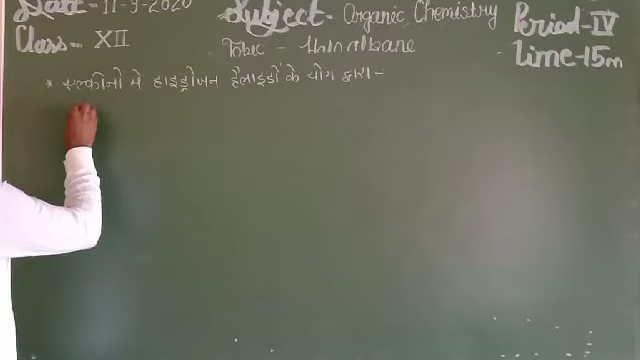 Date - 11-9-2020 Subject - Organic Chemistry Period - IV
Class - XII Topic - Haloalkane Time - 15m
* एल्कीनो में हाइड्रोजन हैलाइडों के योग द्वारा -